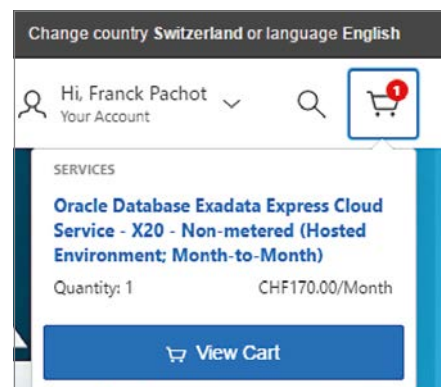 Change country Switzerland or language English
Hi, Franck Pachot
Your Account
1
SERVICES
Oracle Database Exadata Express Cloud
Service - X20 - Non-metered (Hosted
Environment; Month-to-Month)
Quantity: 1 CHF170.00/Month
View Cart